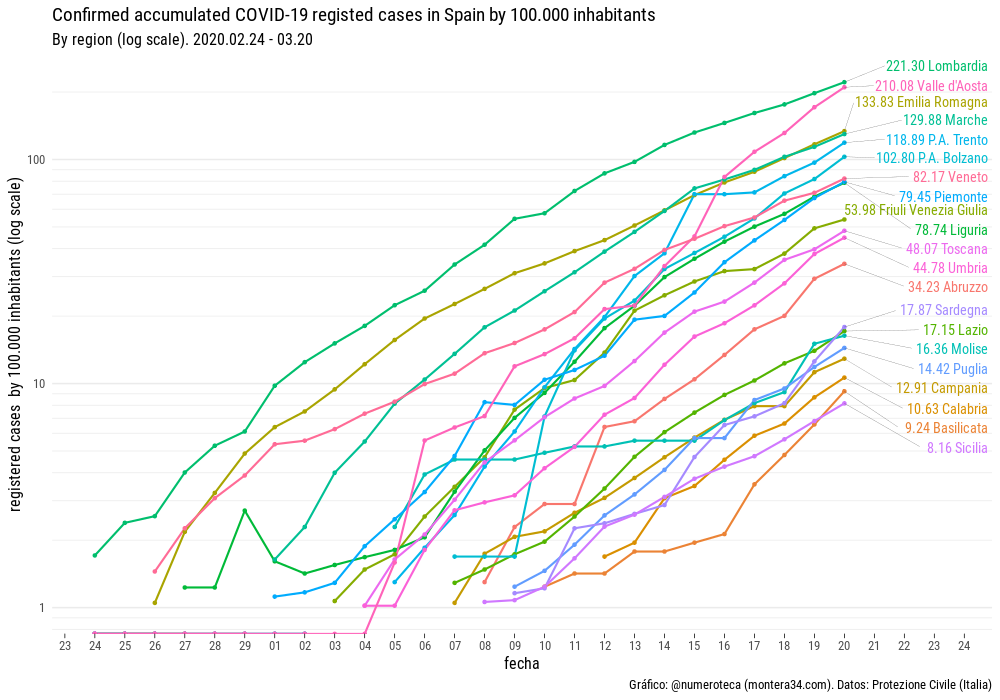 Confirmed accumulated COVID-19 registed cases in Spain by 100.000 inhabitants
By region (log scale). 2020.02.24 - 03.20
registered cases by 100.000 inhabitants (log scale)
100
10
1
221.30 Lombardia
210.08 Valle d'Aosta
133.83 Emilia Romagna
129.88 Marche
118.89 P.A. Trento
102.80 P.A. Bolzano
82.17 Veneto
79.45 Piemonte
53.98 Friuli Venezia Giulia
78.74 Liguria
48.07 Toscana
44.78 Umbria
34.23 Abruzzo
17.87 Sardegna
17.15 Lazio
16.36 Molise
14.42 Puglia
12.91 Campania
10.63 Calabria
9.24 Basilicata
8.16 Sicilia
23 24 25 26 27 28 29 01 02 03 04 05 06 07 08 09 10 11 12 13 14 15 16 17 18 19 20 21 22 23 24
fecha
Gráfico: @numeroteca (montera34.com). Datos: Protezione Civile (Italia)